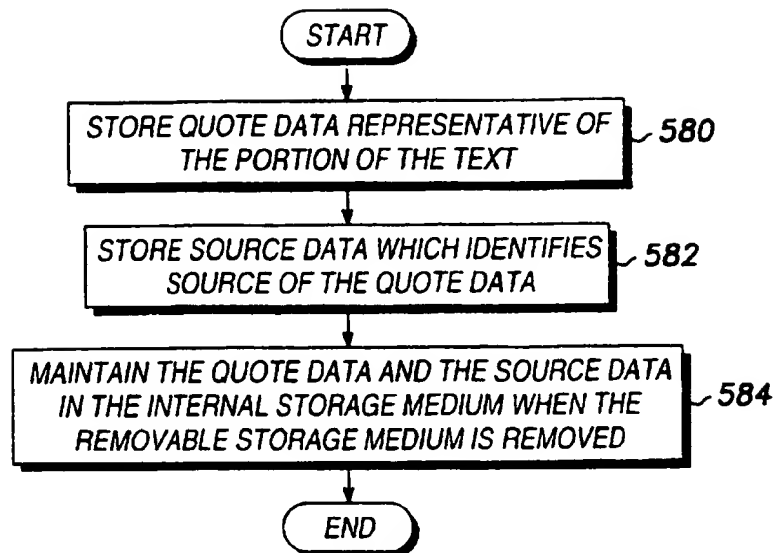 START
STORE QUOTE DATA REPRESENTATIVE OF
THE PORTION OF THE TEXT
580
STORE SOURCE DATA WHICH IDENTIFIES
SOURCE OF THE QUOTE DATA
582
MAINTAIN THE QUOTE DATA AND THE SOURCE DATA
IN THE INTERNAL STORAGE MEDIUM WHEN THE
REMOVABLE STORAGE MEDIUM IS REMOVED
584
END